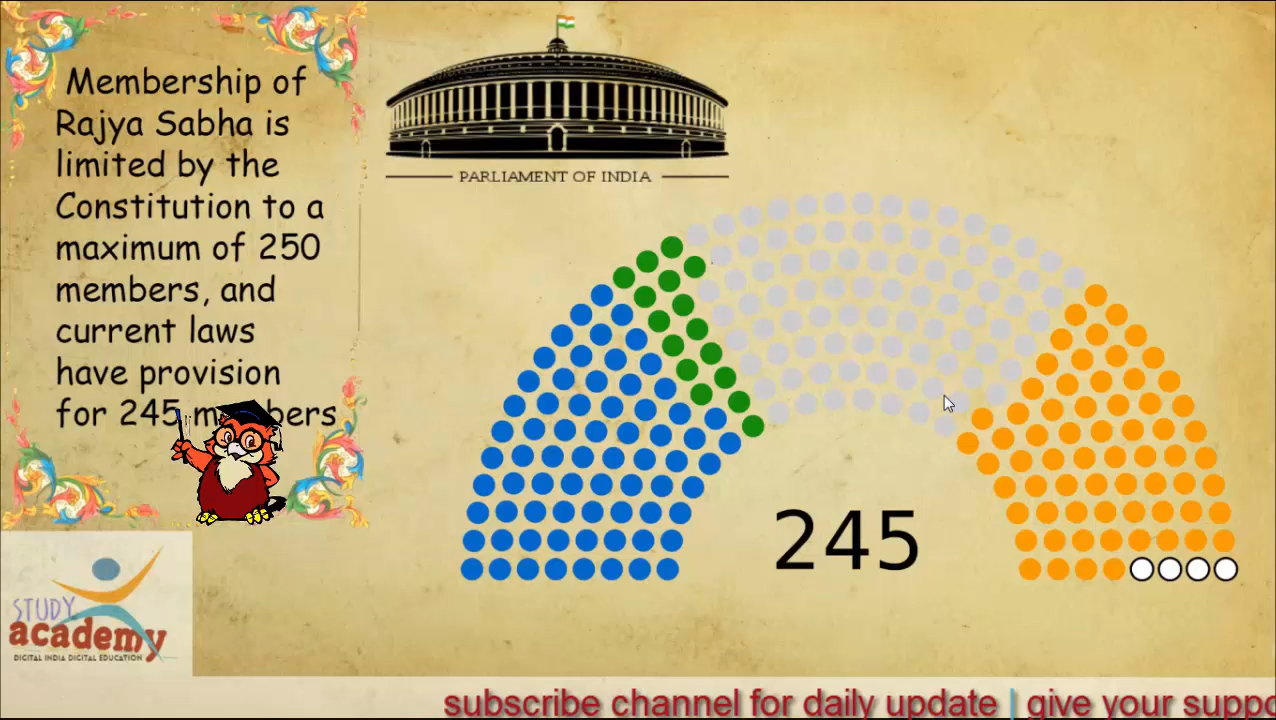 Membership of
Rajya Sabha is
limited by the
Constitution to a
maximum of 250
members, and
current laws
have provision
for 245 members
PARLIAMENT OF INDIA
245
STUDY
academy
DIGITAL INDIA DIGITAL EDUCATION
subscribe channel for daily update | give your suppo